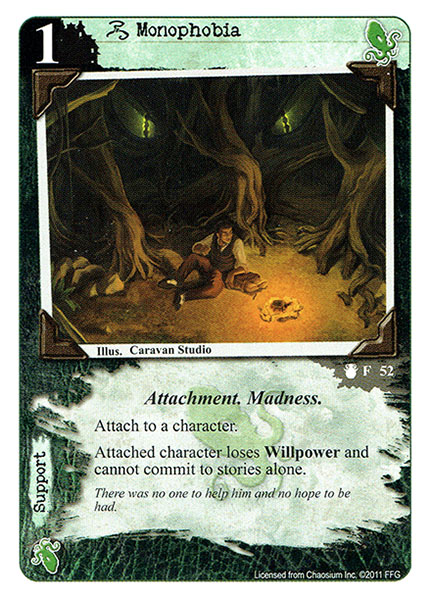 1
Monophobia
Illus. Caravan Studio
F 52
Attachment. Madness.
Attach to a character.
Attached character loses Willpower and
cannot commit to stories alone.
There was no one to help him and no hope to be
had.
Support
Licensed from Chaosium Inc. ©2011 FFG